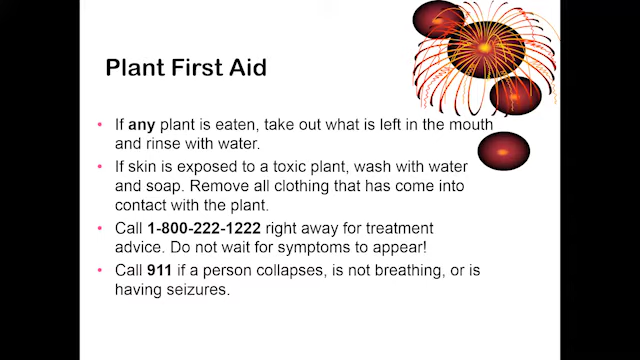 Plant First Aid
• If any plant is eaten, take out what is left in the mouth
and rinse with water.
• If skin is exposed to a toxic plant, wash with water
and soap. Remove all clothing that has come into
contact with the plant.
• Call 1-800-222-1222 right away for treatment
advice. Do not wait for symptoms to appear!
• Call 911 if a person collapses, is not breathing, or is
having seizures.